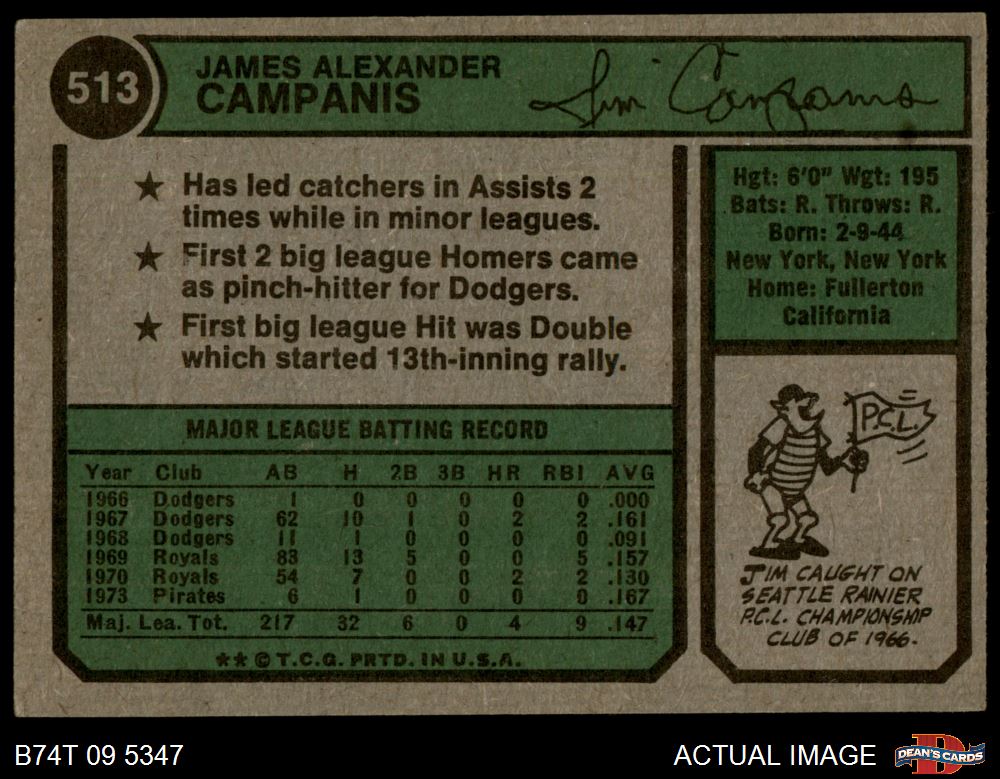 513
JAMES ALEXANDER
CAMPANIS
Jim Campanis
★ Has led catchers in Assists 2
times while in minor leagues.
★ First 2 big league Homers came
as pinch-hitter for Dodgers.
★ First big league Hit was Double
which started 13th-inning rally.
Hgt: 6'0" Wgt: 195
Bats: R. Throws: R.
Born: 2-9-44
New York, New York
Home: Fullerton
California
MAJOR LEAGUE BATTING RECORD
Year Club AB H 2B 3B HR RBI AVG
1966 Dodgers 1 0 0 0 0 0 .000
1967 Dodgers 62 10 1 0 2 2 .161
1968 Dodgers 11 1 0 0 0 0 .091
1969 Royals 83 13 5 0 0 5 .157
1970 Royals 54 7 0 0 2 2 .130
1973 Pirates 6 1 0 0 0 0 .167
Maj. Lea. Tot. 217 32 6 0 4 9 .147
★★ © T.C.G. PRTD. IN U.S.A.
P.C.L.
JIM CAUGHT ON
SEATTLE RAINIER
P.C.L. CHAMPIONSHIP
CLUB OF 1966.
B74T 09 5347
ACTUAL IMAGE
DEAN'S CARDS